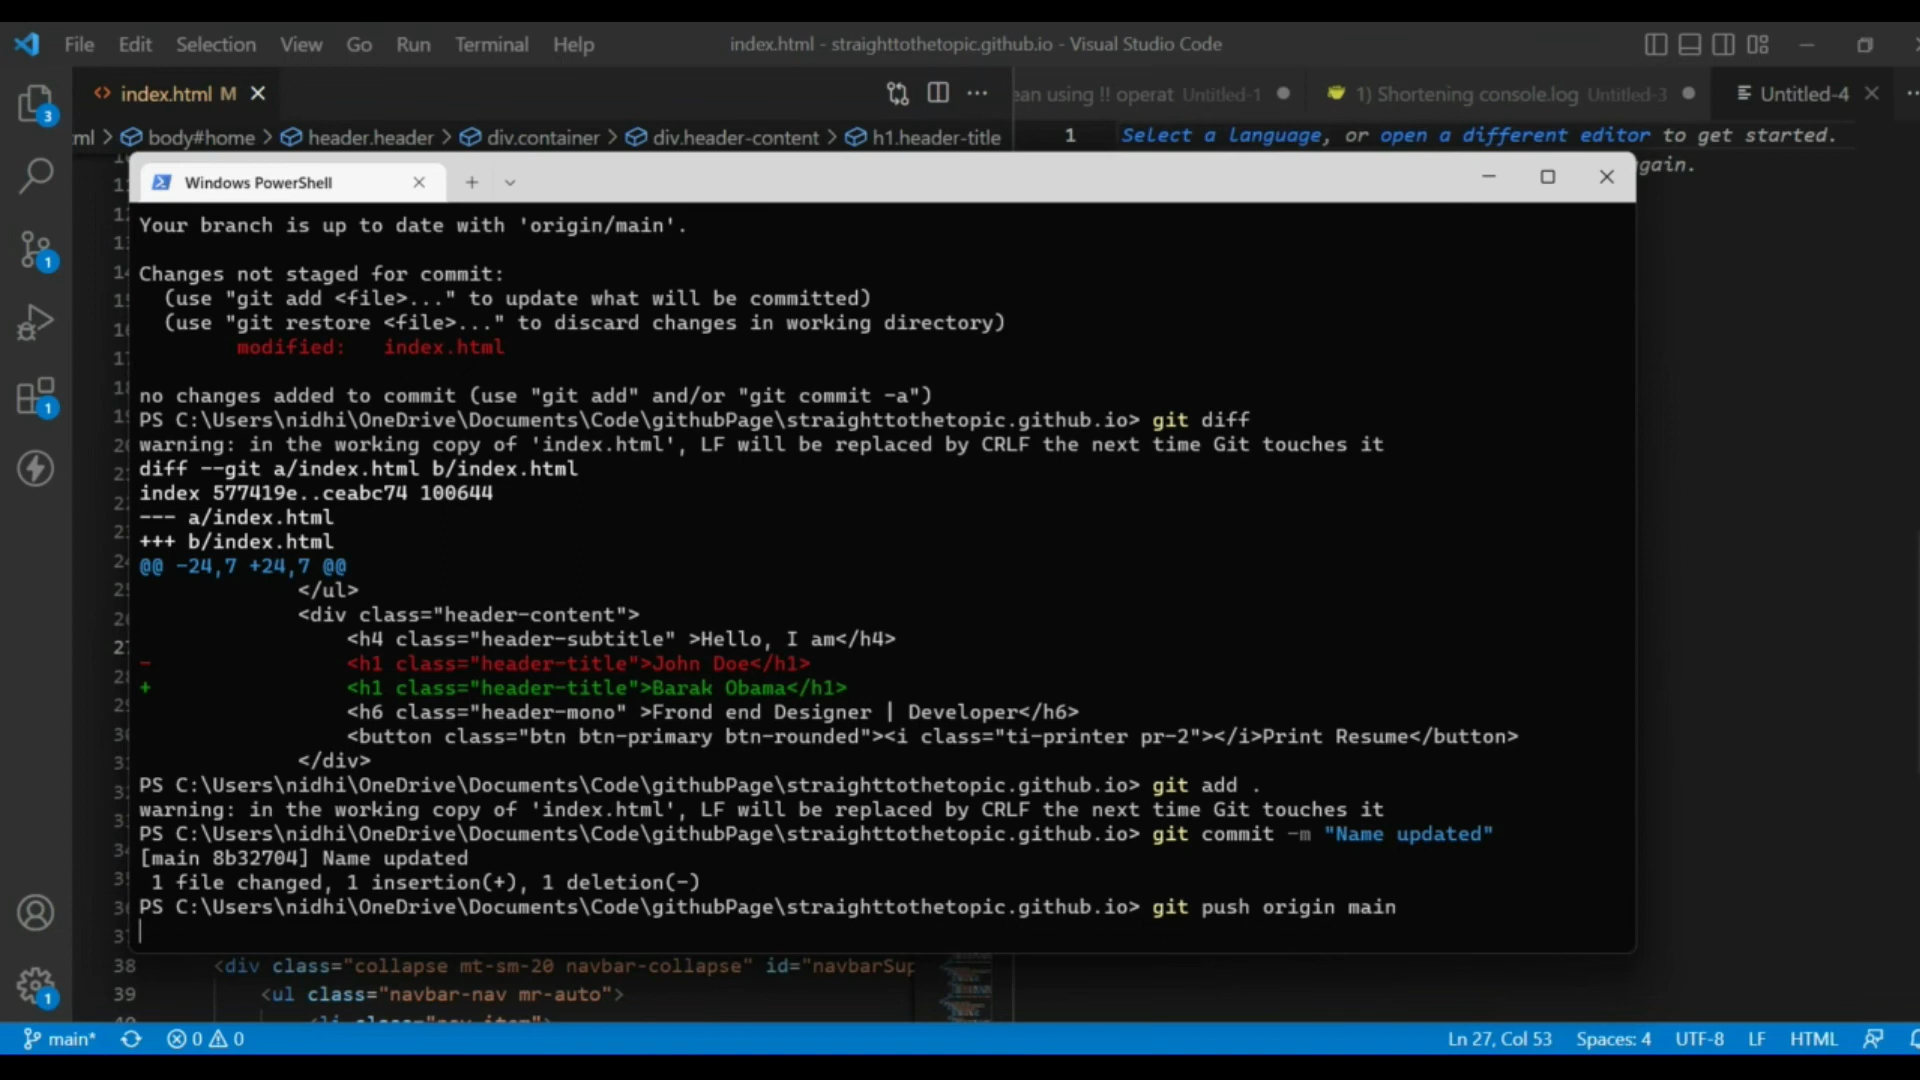 File Edit Selection View Go Run Terminal Help index.html - straighttothetopic.github.io - Visual Studio Code
index.html M
ean using !! operat Untitled-1
1) Shortening console.log Untitled-3
Untitled-4
ml > body#home > header.header > div.container > div.header-content > h1.header-title
1 Select a language, or open a different editor to get started.
gain.
Windows PowerShell
Your branch is up to date with 'origin/main'.
Changes not staged for commit:
(use "git add <file>..." to update what will be committed)
(use "git restore <file>..." to discard changes in working directory)
modified: index.html
no changes added to commit (use "git add" and/or "git commit -a")
PS C:\Users\nidhi\OneDrive\Documents\Code\githubPage\straighttothetopic.github.io> git diff
warning: in the working copy of 'index.html', LF will be replaced by CRLF the next time Git touches it
diff --git a/index.html b/index.html
index 577419e..ceabc74 100644
--- a/index.html
+++ b/index.html
@@ -24,7 +24,7 @@
</ul>
<div class="header-content">
<h4 class="header-subtitle" >Hello, I am</h4>
- <h1 class="header-title">John Doe</h1>
+ <h1 class="header-title">Barak Obama</h1>
<h6 class="header-mono" >Frond end Designer | Developer</h6>
<button class="btn btn-primary btn-rounded"><i class="ti-printer pr-2"></i>Print Resume</button>
</div>
PS C:\Users\nidhi\OneDrive\Documents\Code\githubPage\straighttothetopic.github.io> git add .
warning: in the working copy of 'index.html', LF will be replaced by CRLF the next time Git touches it
PS C:\Users\nidhi\OneDrive\Documents\Code\githubPage\straighttothetopic.github.io> git commit -m "Name updated"
[main 8b32704] Name updated
1 file changed, 1 insertion(+), 1 deletion(-)
PS C:\Users\nidhi\OneDrive\Documents\Code\githubPage\straighttothetopic.github.io> git push origin main
38 <div class="collapse mt-sm-20 navbar-collapse" id="navbarSup
39 <ul class="navbar-nav mr-auto">
main* 0 0 Ln 27, Col 53 Spaces: 4 UTF-8 LF HTML